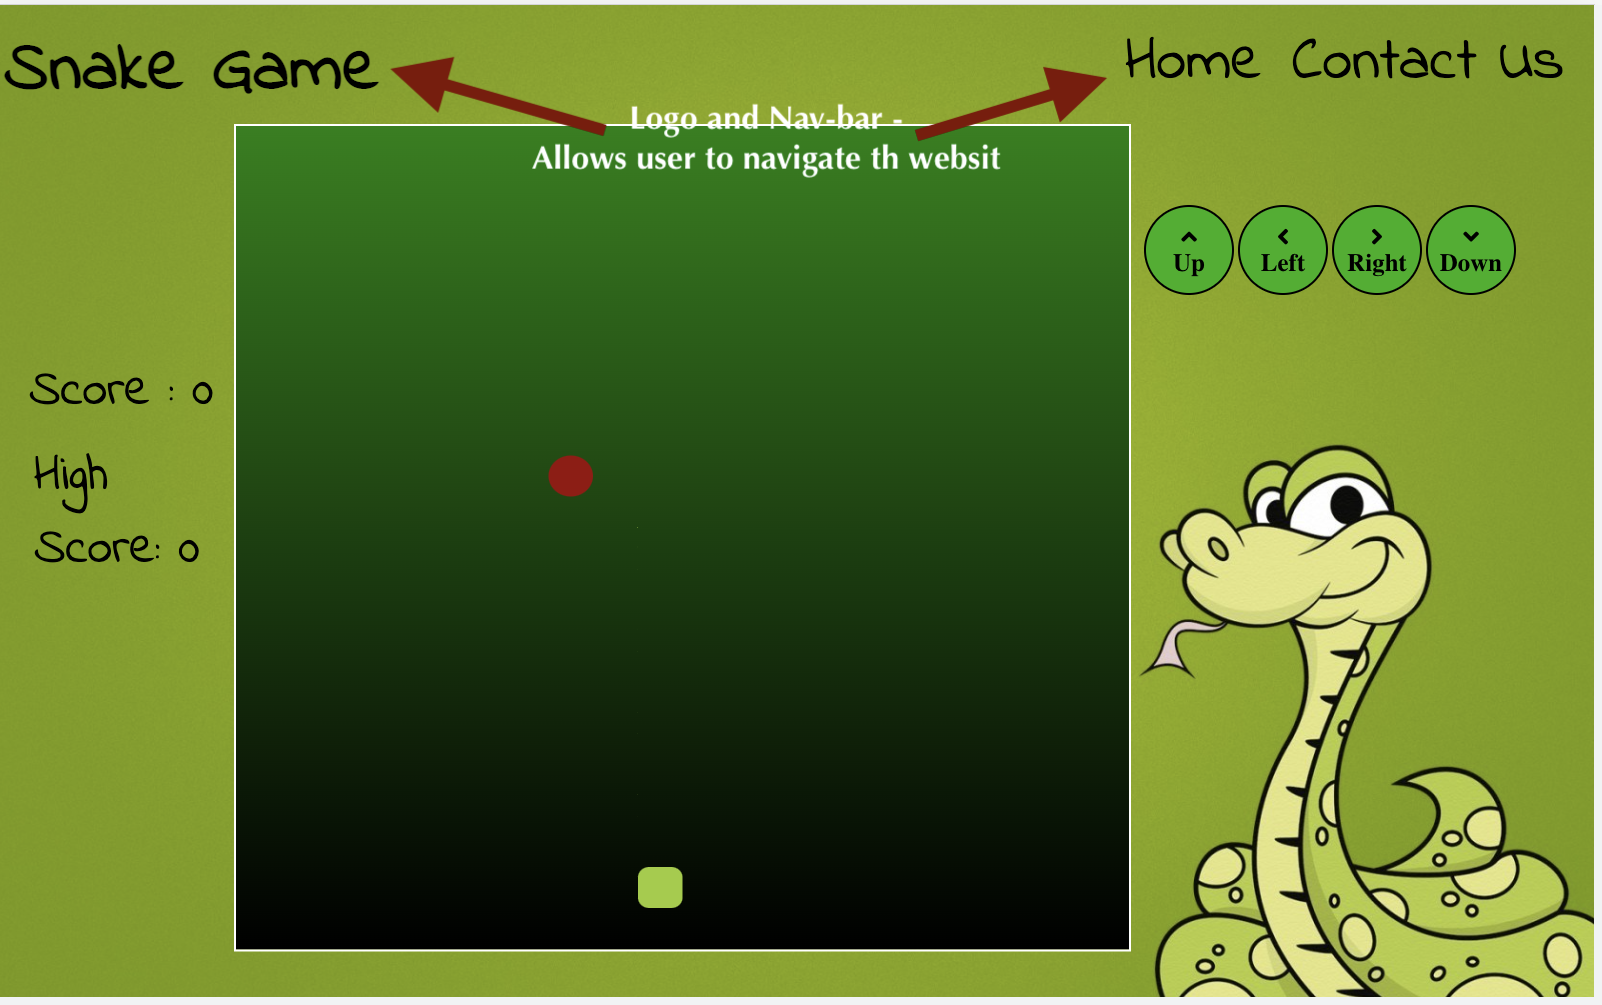 Snake Game
Home Contact Us
Logo and Nav-bar -
Allows user to navigate th websit
Up Left Right Down
Score : 0
High
Score: 0